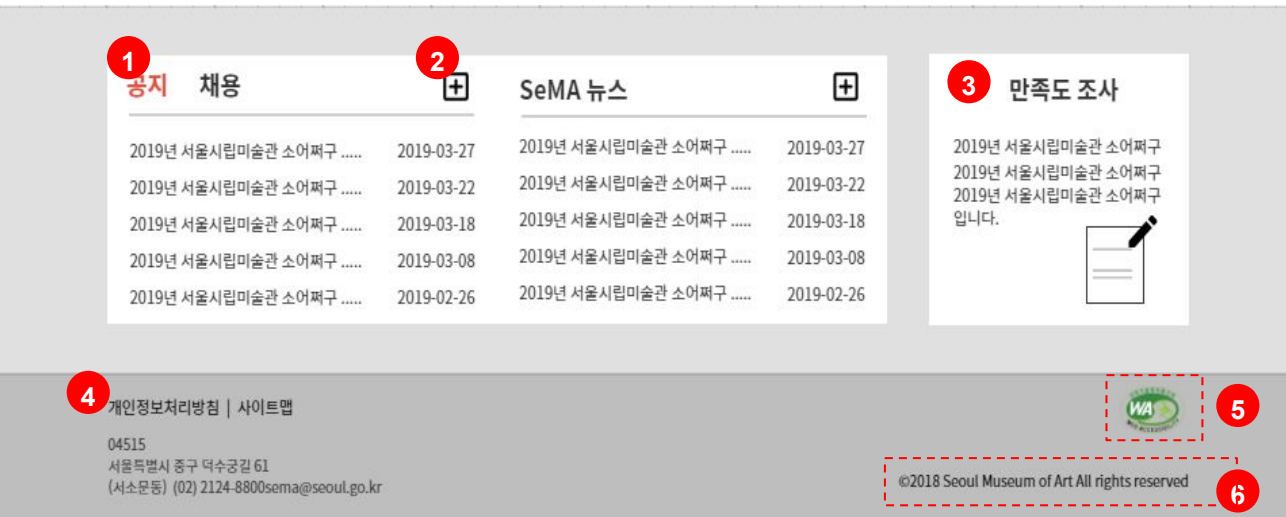 1
공지 채용
2
2019년 서울시립미술관 소어쩌구 ..... 2019-03-27
2019년 서울시립미술관 소어쩌구 ..... 2019-03-22
2019년 서울시립미술관 소어쩌구 ..... 2019-03-18
2019년 서울시립미술관 소어쩌구 ..... 2019-03-08
2019년 서울시립미술관 소어쩌구 ..... 2019-02-26
SeMA 뉴스
2019년 서울시립미술관 소어쩌구 ..... 2019-03-27
2019년 서울시립미술관 소어쩌구 ..... 2019-03-22
2019년 서울시립미술관 소어쩌구 ..... 2019-03-18
2019년 서울시립미술관 소어쩌구 ..... 2019-03-08
2019년 서울시립미술관 소어쩌구 ..... 2019-02-26
3 만족도 조사
2019년 서울시립미술관 소어쩌구
2019년 서울시립미술관 소어쩌구
2019년 서울시립미술관 소어쩌구
입니다.
4
개인정보처리방침 | 사이트맵
04515
서울특별시 중구 덕수궁길 61
(서소문동) (02) 2124-8800sema@seoul.go.kr
WA
5
©2018 Seoul Museum of Art All rights reserved
6